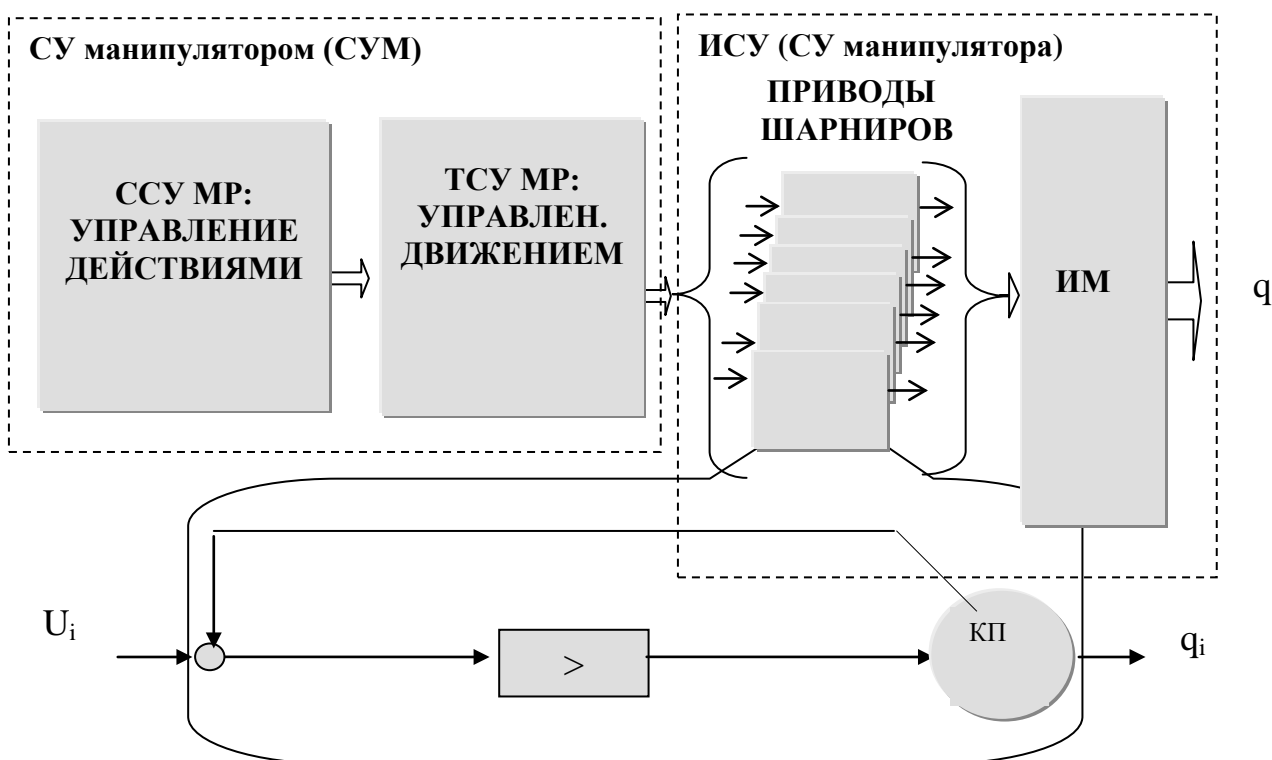 СУ манипулятором (СУМ)
ИСУ (СУ манипулятора)
ПРИВОДЫ
ШАРНИРОВ
ССУ МР:
УПРАВЛЕНИЕ
ДЕЙСТВИЯМИ
ТСУ МР:
УПРАВЛЕН.
ДВИЖЕНИЕМ
ИМ
q
Ui
>
КП
qi